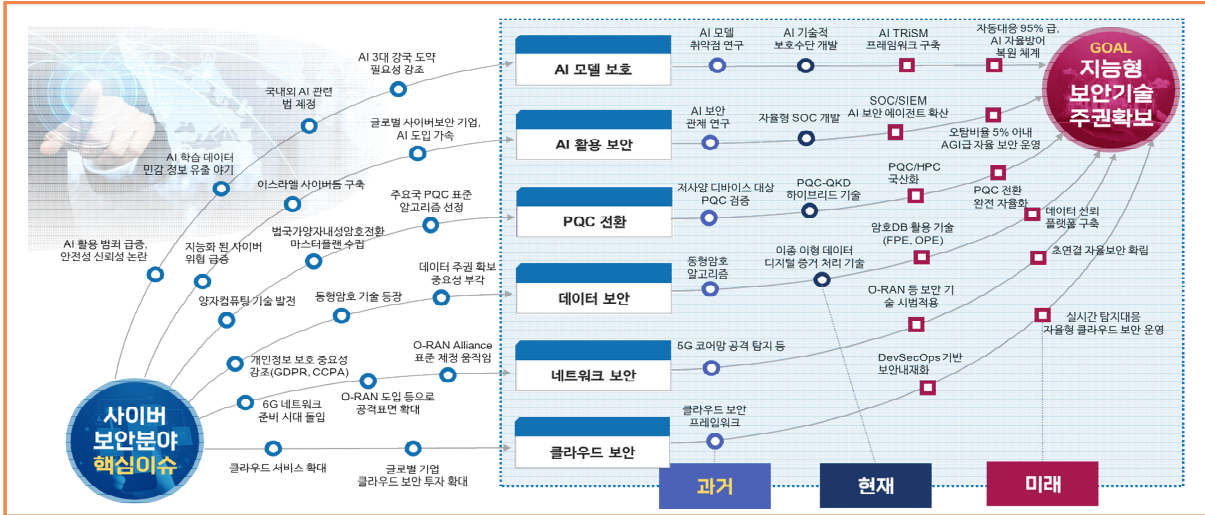 AI 3대 강국 도약
필요성 강조
국내외 AI 관련
법 제정
AI 학습 데이터
민감 정보 유출 야기
AI 활용 범죄 급증,
안전성 신뢰성 논란
글로벌 사이버보안 기업,
AI 도입 가속
이스라엘 사이버돔 구축
지능화 된 사이버
위협 급증
주요국 PQC 표준
알고리즘 선정
범국가양자내성암호전환
마스터플랜 수립
양자컴퓨팅 기술 발전
데이터 주권 확보
중요성 부각
동형암호 기술 등장
개인정보 보호 중요성
강조(GDPR, CCPA)
O-RAN Alliance
표준 제정 움직임
O-RAN 도입 등으로
공격표면 확대
6G 네트워크
준비 시대 돌입
클라우드 서비스 확대
글로벌 기업
클라우드 보안 투자 확대
사이버
보안분야
핵심이슈
AI 모델 보호
AI 모델
취약점 연구
AI 기술적
보호수단 개발
AI TRiSM
프레임워크 구축
자동대응 95% 급,
AI 자율방어
복원 체계
AI 활용 보안
AI 보안
관제 연구
자율형 SOC 개발
SOC/SIEM
AI 보안 에이전트 확산
오탐비율 5% 이내
AGI급 자율 보안 운영
PQC 전환
저사양 디바이스 대상
PQC 검증
PQC-QKD
하이브리드 기술
PQC/HPC
국산화
PQC 전환
완전 자율화
데이터 보안
동형암호
알고리즘
이종 이형 데이터
디지털 증거 처리 기술
암호DB 활용 기술
(FPE, OPE)
데이터 신뢰
플랫폼 구축
네트워크 보안
5G 코어망 공격 탐지 등
O-RAN 등 보안 기
술 시범적용
초연결 자율보안 확립
클라우드 보안
클라우드 보안
프레임워크
DevSecOps 기반
보안내재화
실시간 탐지대응
자율형 클라우드 보안 운영
GOAL
지능형
보안기술
주권확보
과거
현재
미래